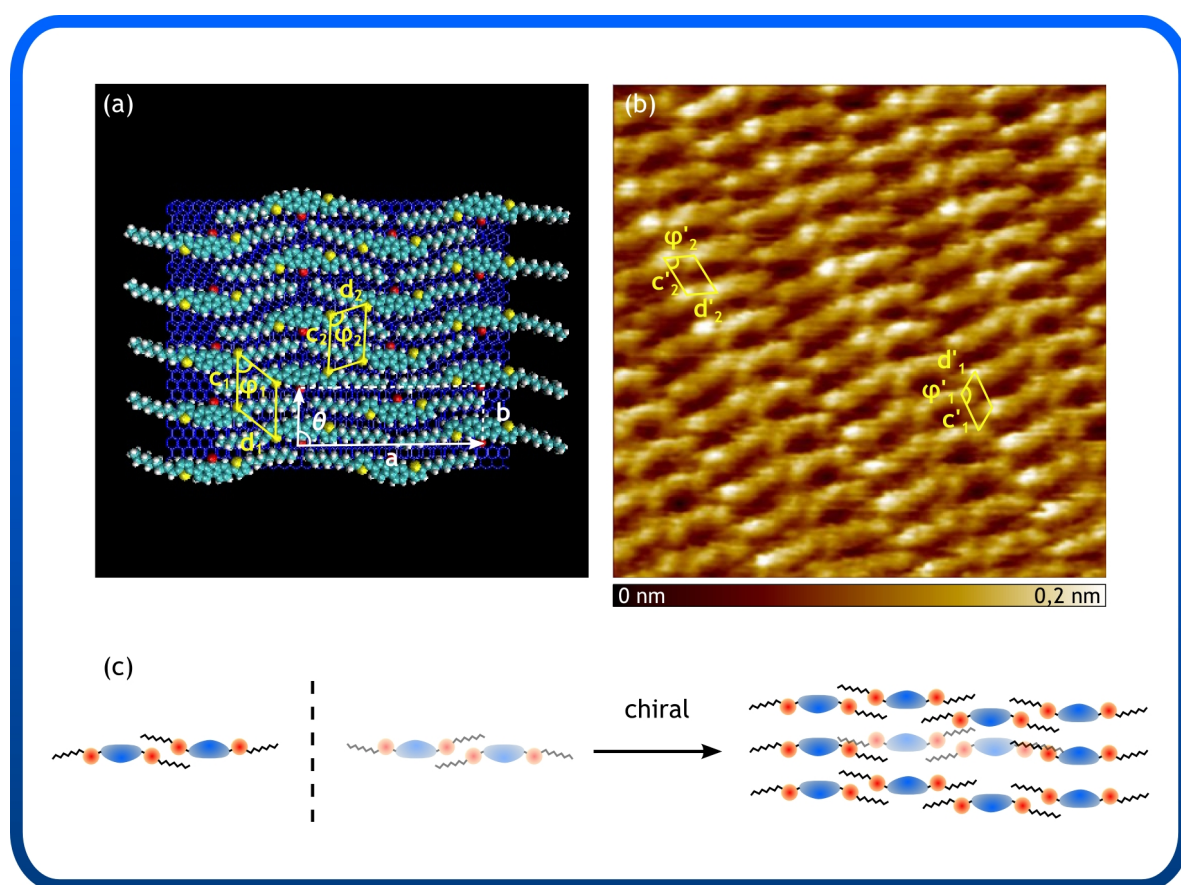 (a)
d₂
c₂
φ₂
c₁
φ₁
d₁
θ
a
b
(b)
φ'₂
c'₂
d'₂
d'₁
φ'₁
c'₁
0 nm
0,2 nm
(c)
chiral